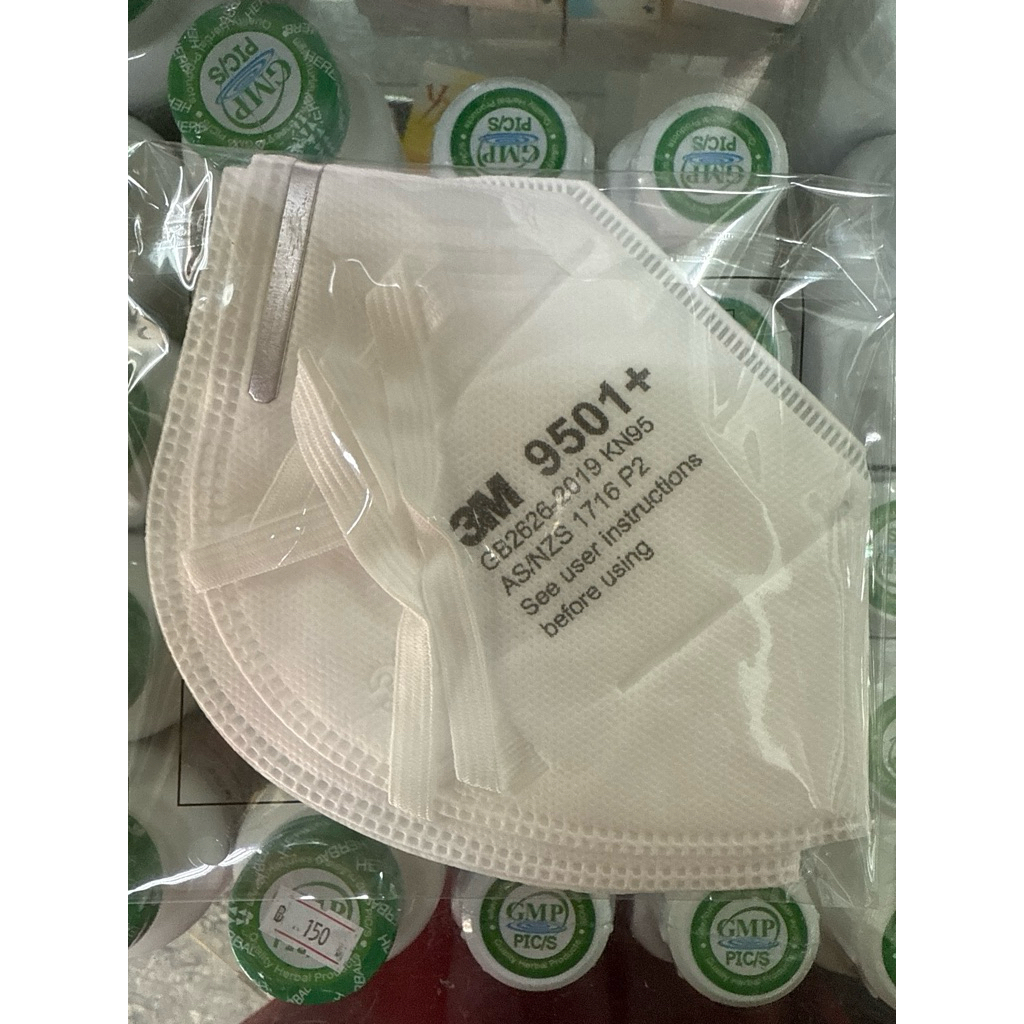 GMP
PIC/S
GMP
PIC/S
GMP
PIC/S
3M 9501+
GB2626-2019 KN95
AS/NZS 1716 P2
See user instructions
before using
฿ 150
GMP
PIC/S
GMP
PIC/S